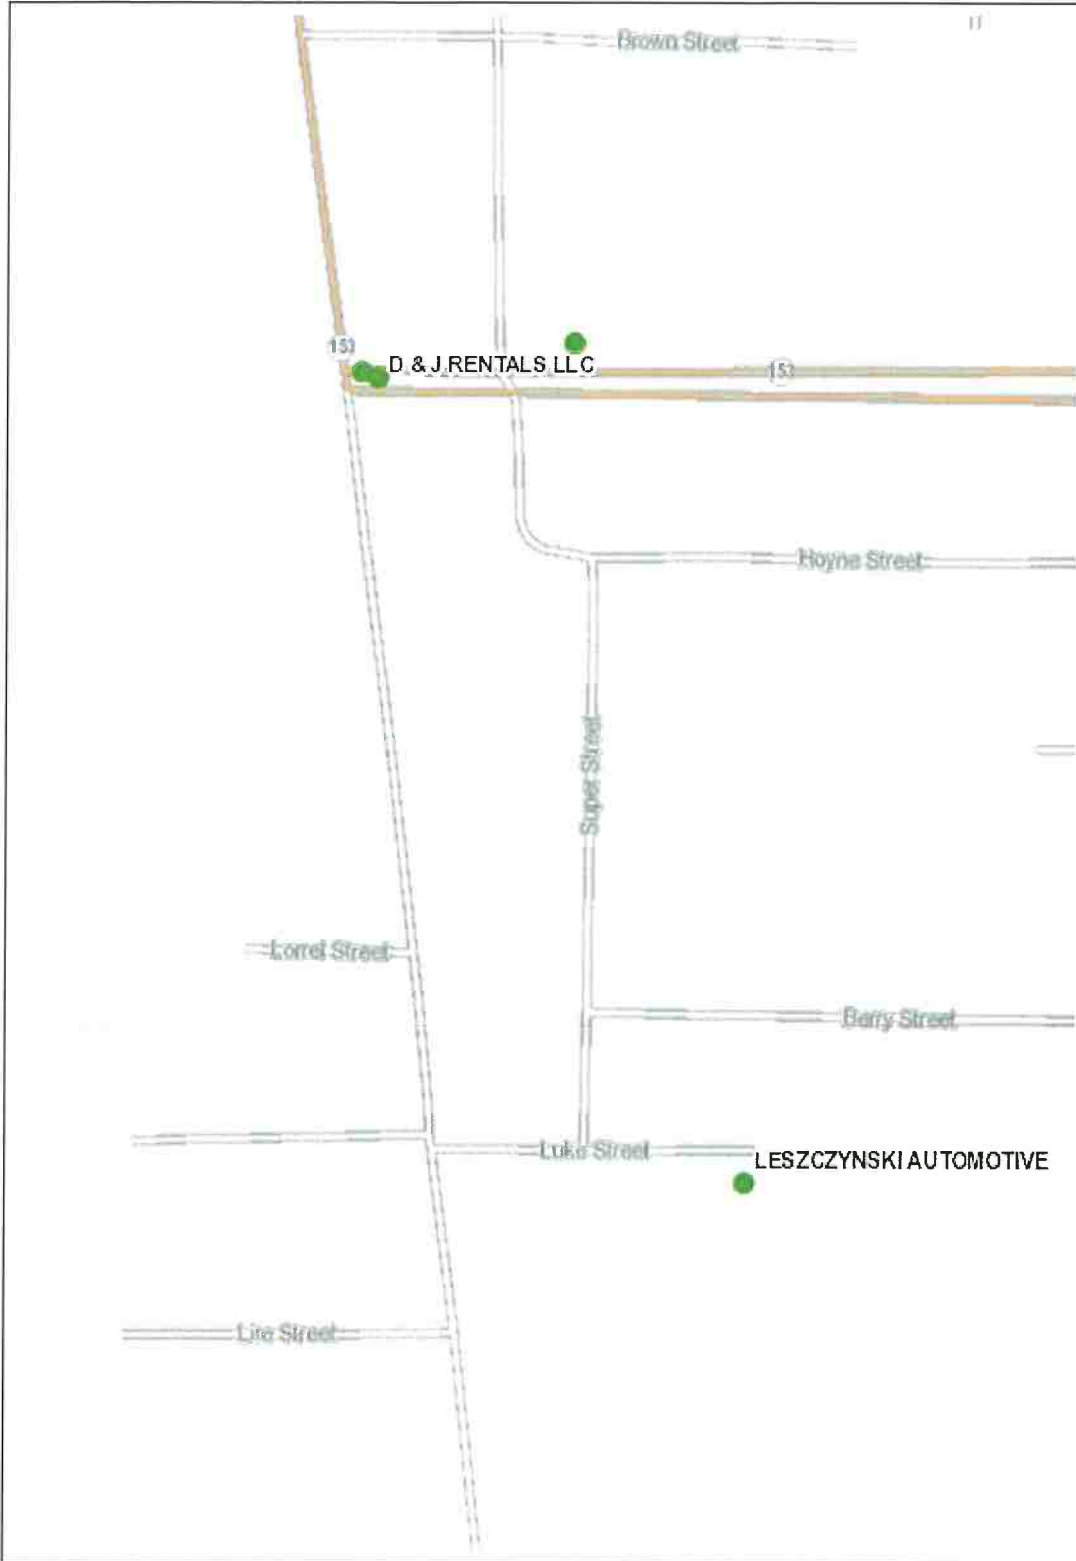 Brown Street
153
D & J RENTALS LLC
153
Hoyne Street
Super Street
Lorrel Street
Berry Street
Luke Street
LESZCZYNSKI AUTOMOTIVE
Lite Street